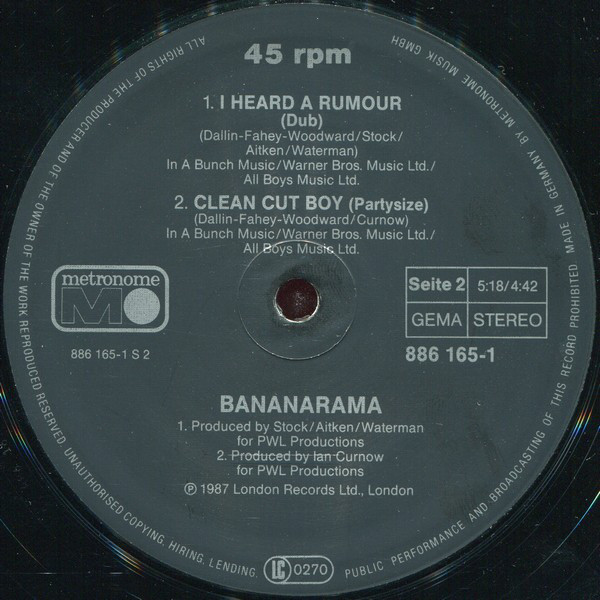 45 rpm
1. I HEARD A RUMOUR
(Dub)
(Dallin-Fahey-Woodward/Stock/
Aitken/Waterman)
In A Bunch Music/Warner Bros. Music Ltd./
All Boys Music Ltd.
2. CLEAN CUT BOY (Partysize)
(Dallin-Fahey-Woodward/Curnow)
In A Bunch Music/Warner Bros. Music Ltd./
All Boys Music Ltd.
metronome
M
886 165-1 S 2
Seite 2 5:18/4:42
GEMA STEREO
886 165-1
BANANARAMA
1. Produced by Stock/Aitken/Waterman
for PWL Productions
2. Produced by Ian Curnow
for PWL Productions
℗ 1987 London Records Ltd., London
LC 0270
MADE IN GERMANY BY METRONOME MUSIK GMBH
ALL RIGHTS OF THE PRODUCER AND OF THE OWNER OF THE WORK REPRODUCED RESERVED UNAUTHORISED COPYING, HIRING, LENDING, PUBLIC PERFORMANCE AND BROADCASTING OF THIS RECORD PROHIBITED